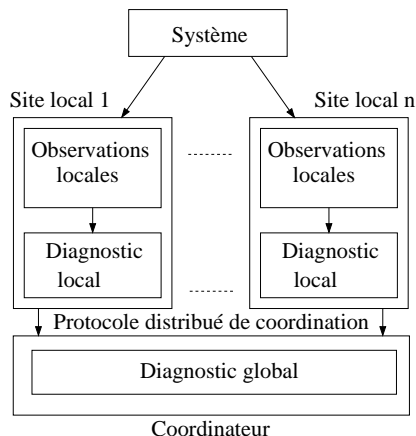 Système
Site local 1
Site local n
Observations
locales
Observations
locales
Diagnostic
local
Diagnostic
local
Protocole distribué de coordination
Diagnostic global
Coordinateur